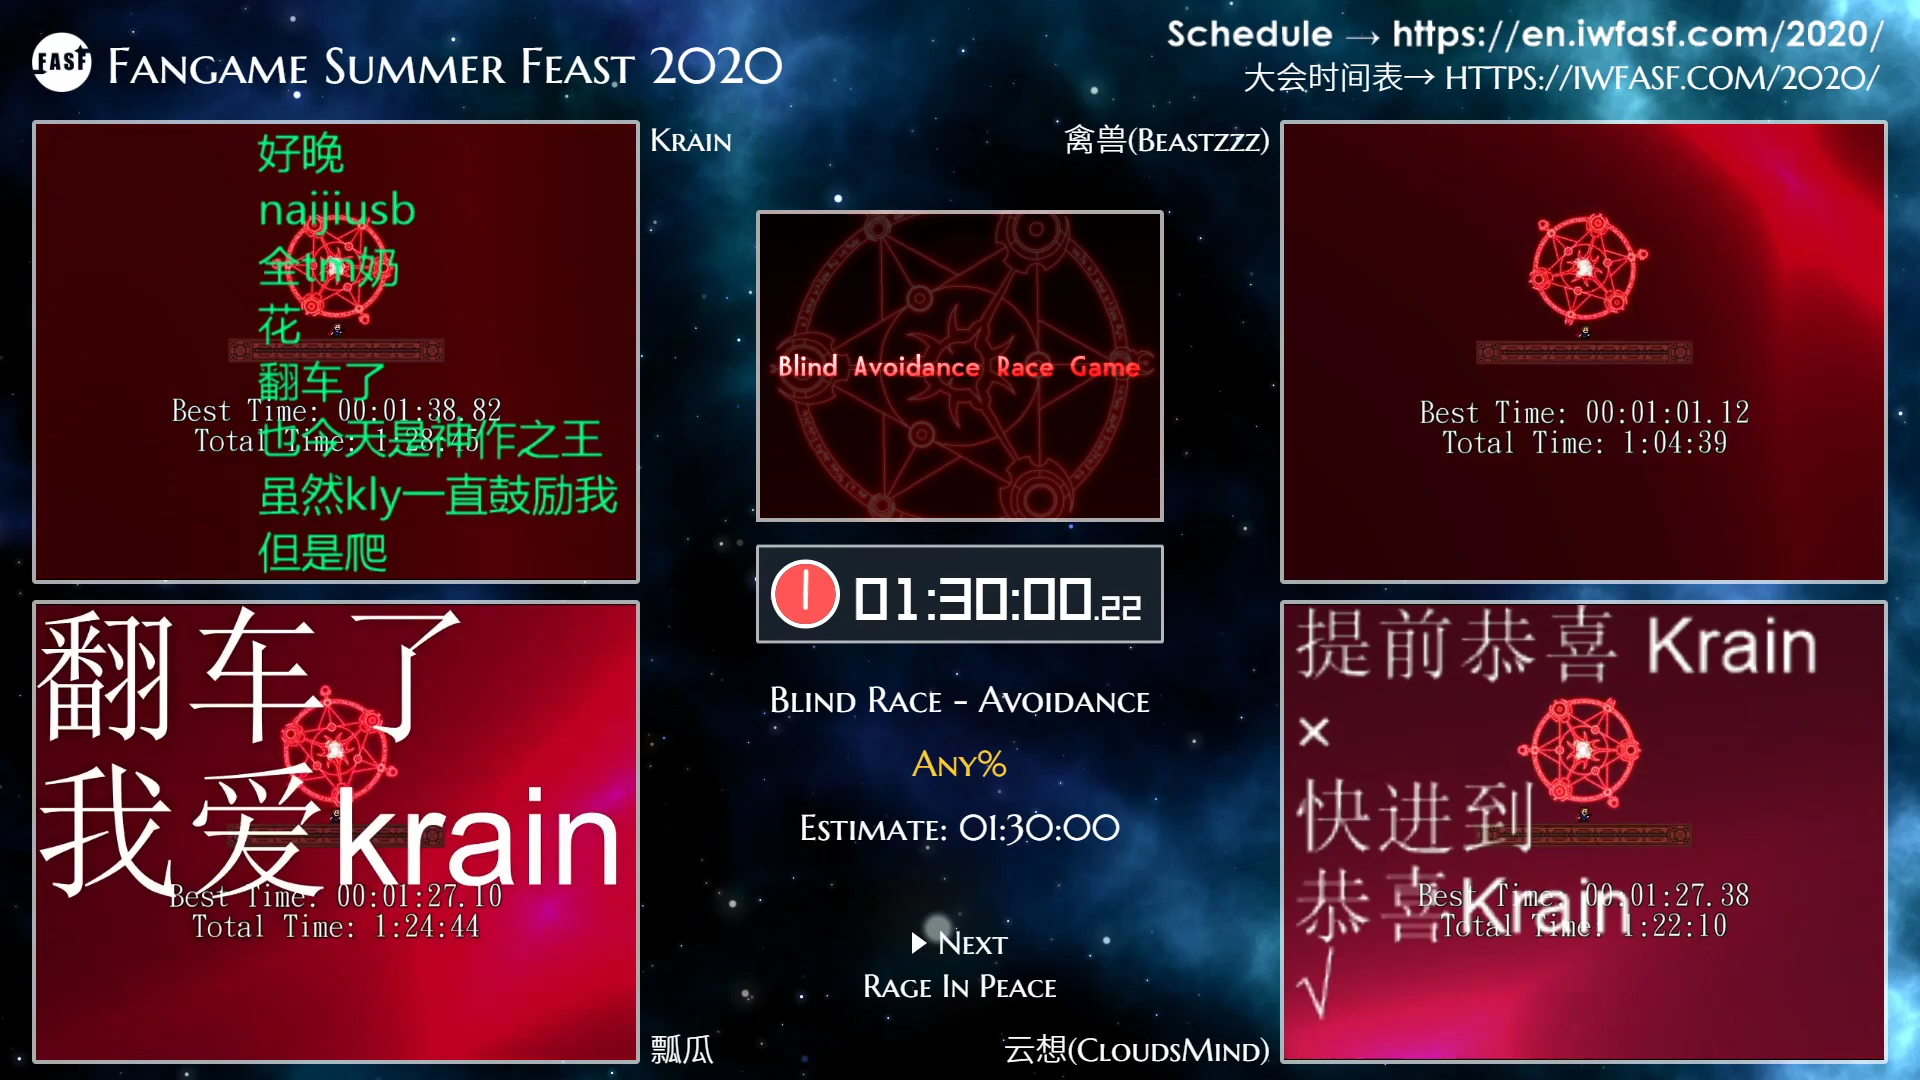 FASF FANGAME SUMMER FEAST 2020
Schedule → https://en.iwfasf.com/2020/
大会时间表→ HTTPS://IWFASF.COM/2020/
KRAIN
禽兽(BEASTZZZ)
好晚
najjiusb
全tm奶
花
翻车了
Best Time: 00:01:38.82
Total Time: 1:28:45
也今天是神作之王
虽然kly一直鼓励我
但是爬
Blind Avoidance Race Game
Best Time: 00:01:01.12
Total Time: 1:04:39
01:30:00.22
BLIND RACE - AVOIDANCE
ANY%
ESTIMATE: 01:30:00
NEXT
RAGE IN PEACE
翻车了
我爱krain
Best Time: 00:01:27.10
Total Time: 1:24:44
瓢瓜
提前恭喜 Krain
×
快进到
恭喜Krain
√
Best Time: 00:01:27.38
Total Time: 1:22:10
云想(CLOUDSMIND)